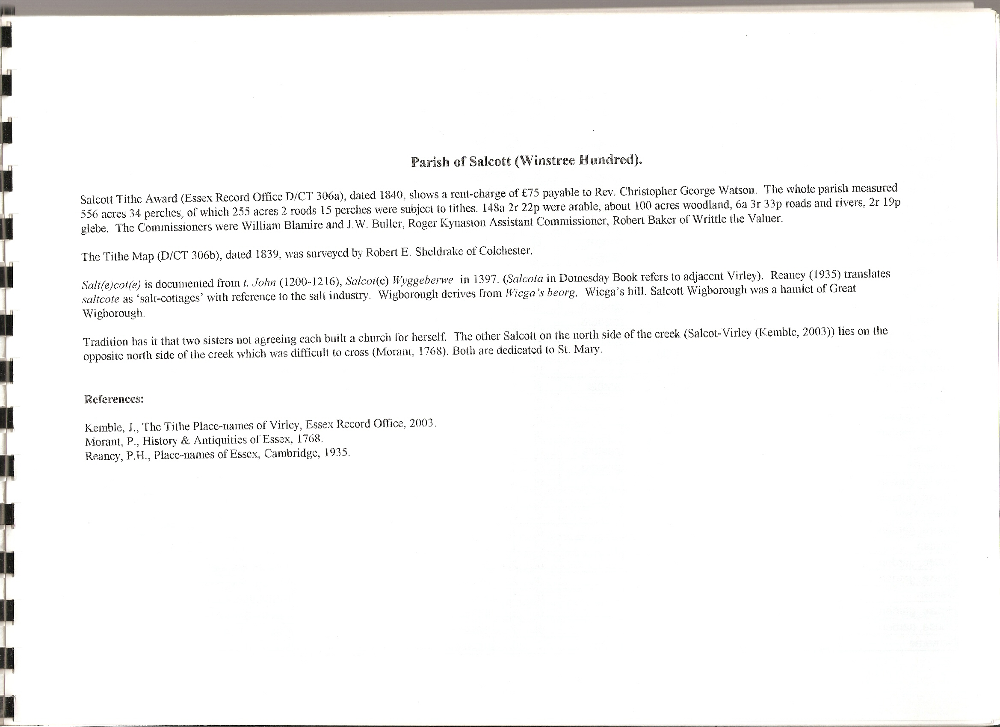 Parish of Salcott (Winstree Hundred).
Salcott Tithe Award (Essex Record Office D/CT 306a), dated 1840, shows a rent-charge of £75 payable to Rev. Christopher George Watson. The whole parish measured
556 acres 34 perches, of which 255 acres 2 roods 15 perches were subject to tithes. 148a 2r 22p were arable, about 100 acres woodland, 6a 3r 33p roads and rivers, 2r 19p
glebe. The Commissioners were William Blamire and J.W. Buller, Roger Kynaston Assistant Commissioner, Robert Baker of Writtle the Valuer.
The Tithe Map (D/CT 306b), dated 1839, was surveyed by Robert E. Sheldrake of Colchester.
Salt(e)cot(e) is documented from t. John (1200-1216), Salcot(e) Wyggeberwe in 1397. (Salcota in Domesday Book refers to adjacent Virley). Reaney (1935) translates
saltcote as ‘salt-cottages’ with reference to the salt industry. Wigborough derives from Wicga's beorg, Wicga’s hill. Salcott Wigborough was a hamlet of Great
Wigborough.
Tradition has it that two sisters not agreeing each built a church for herself. The other Salcott on the north side of the creek (Salcot-Virley (Kemble, 2003)) lies on the
opposite north side of the creek which was difficult to cross (Morant, 1768). Both are dedicated to St. Mary.
References:
Kemble, J., The Tithe Place-names of Virley, Essex Record Office, 2003.
Morant, P., History & Antiquities of Essex, 1768.
Reaney, P.H., Place-names of Essex, Cambridge, 1935.